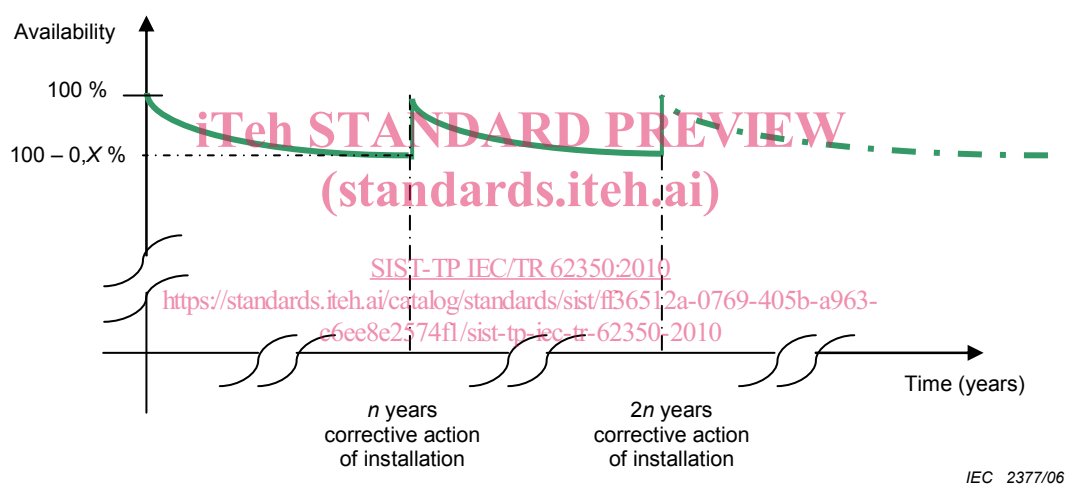 Availability
100 %
iTeh STANDARD PREVIEW
100 – 0,X %
(standards.iteh.ai)
SIST-TP IEC/TR 62350:2010
https://standards.iteh.ai/catalog/standards/sist/ff36512a-0769-405b-a963-
c6ee8e2574f1/sist-tp-iec-tr-62350-2010
Time (years)
n years
corrective action
of installation
2n years
corrective action
of installation
IEC 2377/06